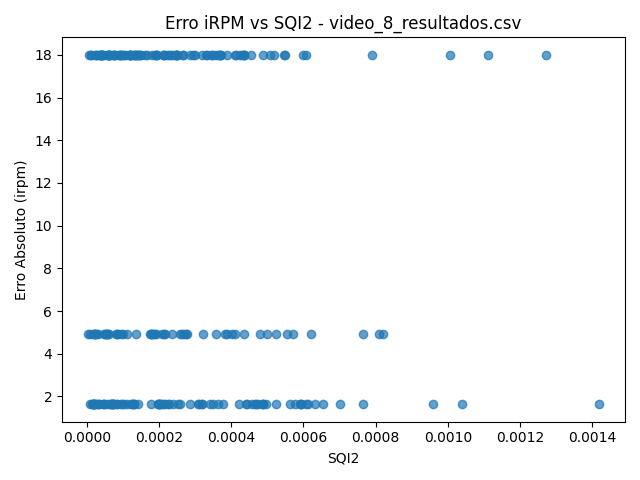 Erro iRPM vs SQI2 - video_8_resultados.csv
Erro Absoluto (irpm)
18
16
14
12
10
8
6
4
2
0.0000 0.0002 0.0004 0.0006 0.0008 0.0010 0.0012 0.0014
SQI2